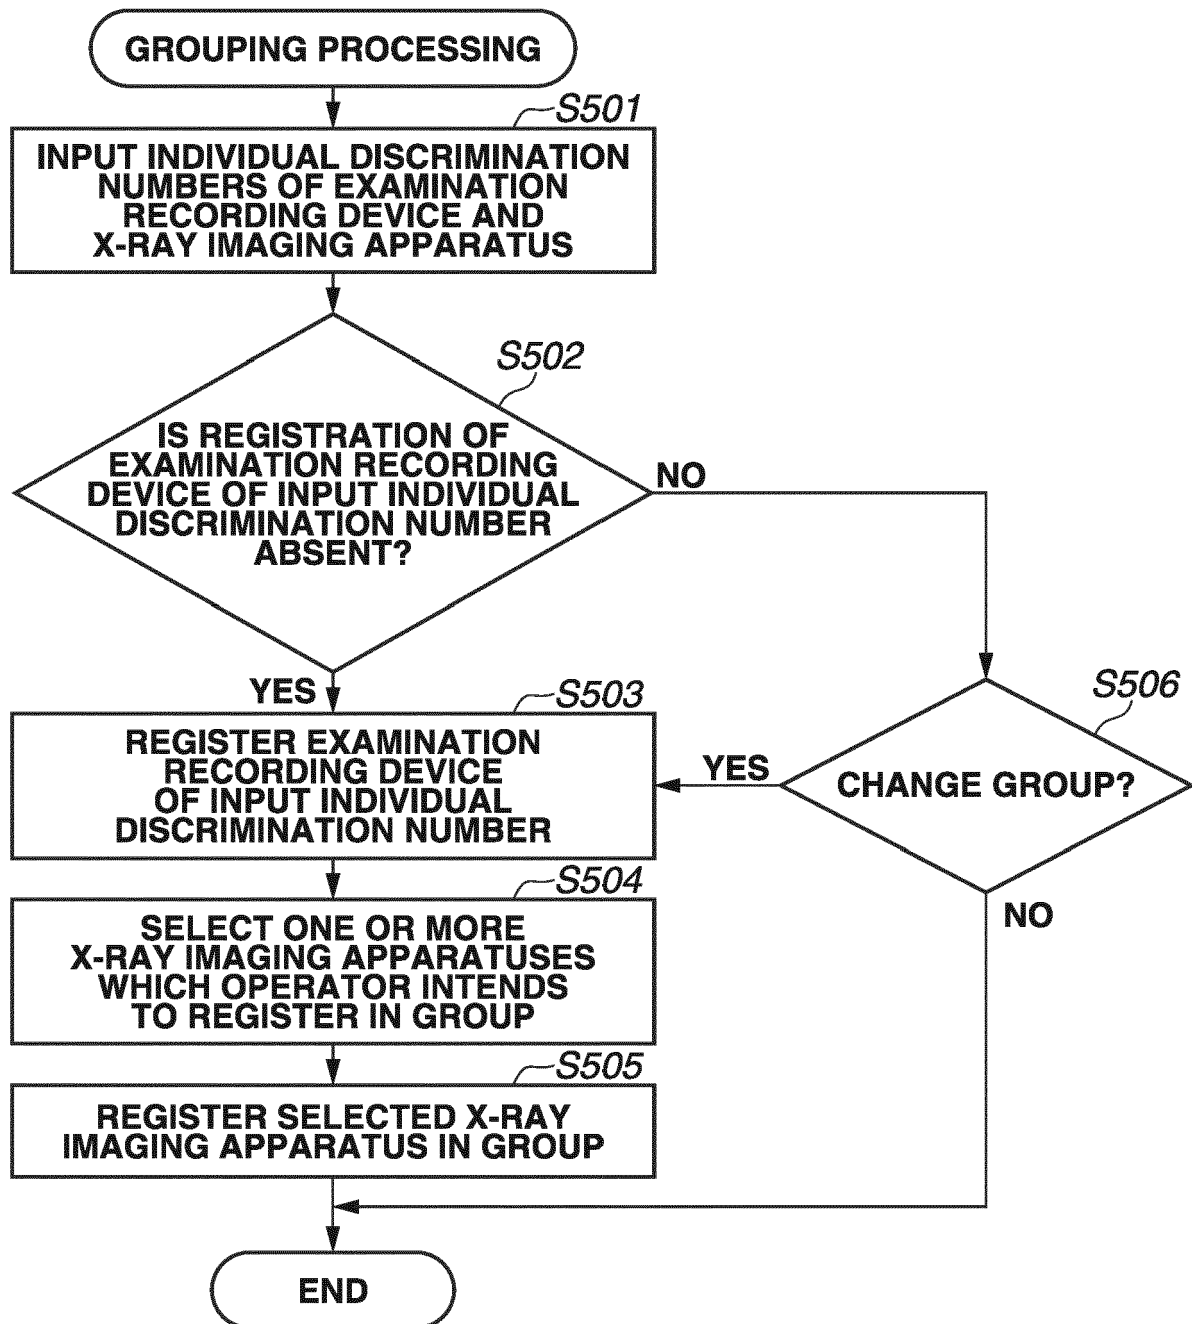 GROUPING PROCESSING
S501
INPUT INDIVIDUAL DISCRIMINATION
NUMBERS OF EXAMINATION
RECORDING DEVICE AND
X-RAY IMAGING APPARATUS
S502
IS REGISTRATION OF
EXAMINATION RECORDING
DEVICE OF INPUT INDIVIDUAL
DISCRIMINATION NUMBER
ABSENT?
NO
YES
S503
REGISTER EXAMINATION
RECORDING DEVICE
OF INPUT INDIVIDUAL
DISCRIMINATION NUMBER
S506
CHANGE GROUP?
YES
NO
S504
SELECT ONE OR MORE
X-RAY IMAGING APPARATUSES
WHICH OPERATOR INTENDS
TO REGISTER IN GROUP
S505
REGISTER SELECTED X-RAY
IMAGING APPARATUS IN GROUP
END